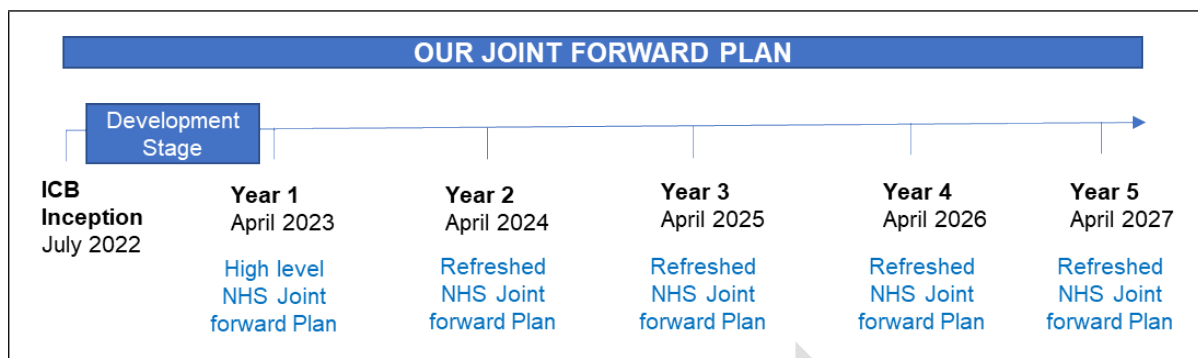 OUR JOINT FORWARD PLAN
Development
Stage
ICB
Inception
July 2022
Year 1
April 2023
High level
NHS Joint
forward Plan
Year 2
April 2024
Refreshed
NHS Joint
forward Plan
Year 3
April 2025
Refreshed
NHS Joint
forward Plan
Year 4
April 2026
Refreshed
NHS Joint
forward Plan
Year 5
April 2027
Refreshed
NHS Joint
forward Plan